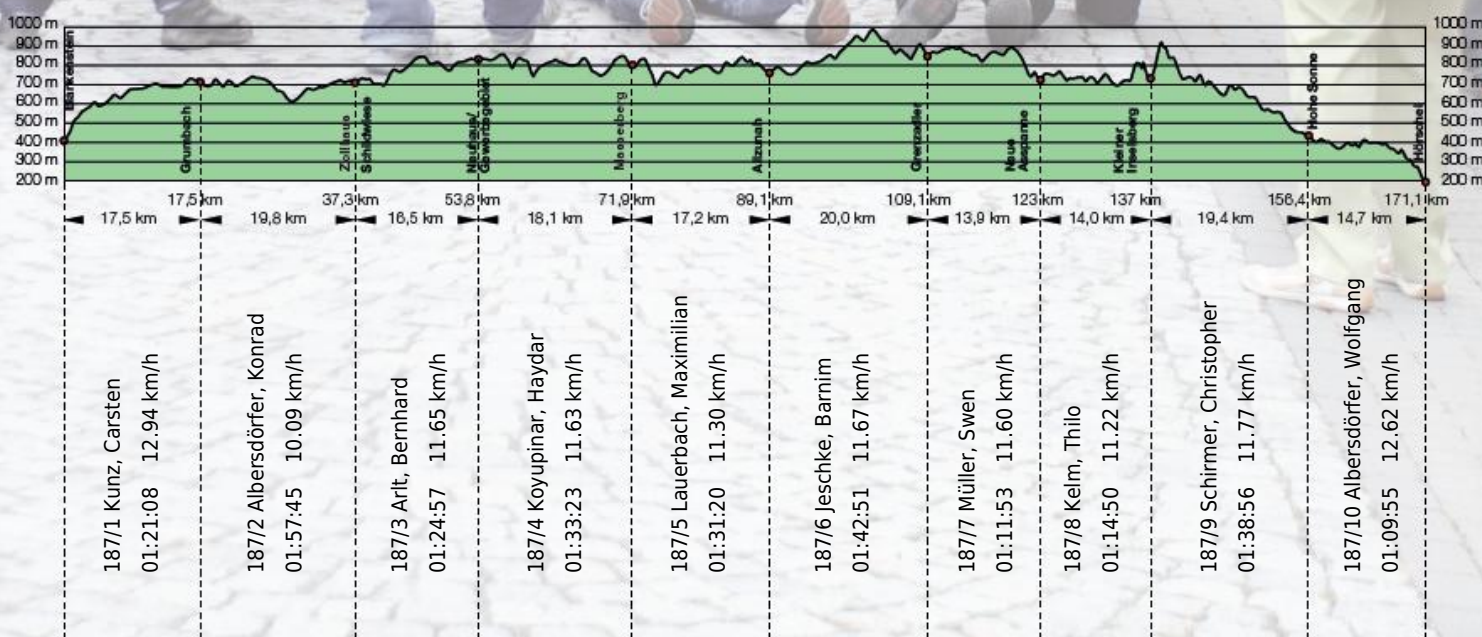 1000 m
900 m
800 m
700 m
600 m
500 m
400 m
300 m
200 m
1000 m
900 m
800 m
700 m
600 m
500 m
400 m
300 m
200 m
Blankenstein
Grumbach
Zollhaus
Schildwiese
Neuhaus/
Masserberg
Allzunah
Grenzadler
Neue
Ausspanne
Kleiner
Inselsberg
Hohe Sonne
Hörschel
17,5 km
37,3 km
53,8 km
71,9 km
89,1 km
109,1 km
123 km
137 km
156,4 km
171,1 km
17,5 km
19,8 km
16,5 km
18,1 km
17,2 km
20,0 km
13,9 km
14,0 km
19,4 km
14,7 km
187/1 Kunz, Carsten
01:21:08 12.94 km/h
187/2 Albersdörfer, Konrad
01:57:45 10.09 km/h
187/3 Arlt, Bernhard
01:24:57 11.65 km/h
187/4 Koyupinar, Haydar
01:33:23 11.63 km/h
187/5 Lauerbach, Maximilian
01:31:20 11.30 km/h
187/6 Jeschke, Barnim
01:42:51 11.67 km/h
187/7 Müller, Swen
01:11:53 11.60 km/h
187/8 Kelm, Thilo
01:14:50 11.22 km/h
187/9 Schirmer, Christopher
01:38:56 11.77 km/h
187/10 Albersdörfer, Wolfgang
01:09:55 12.62 km/h